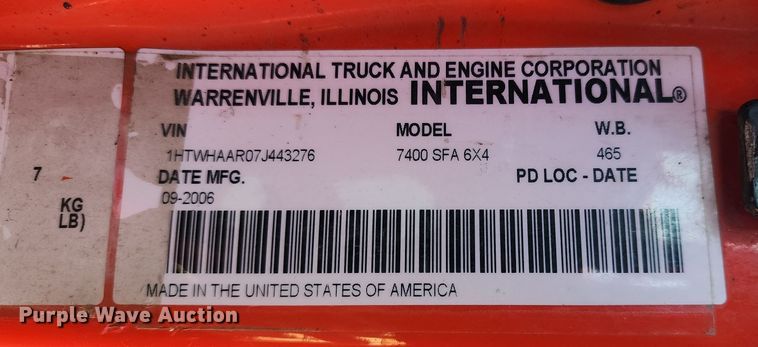 INTERNATIONAL TRUCK AND ENGINE CORPORATION
WARRENVILLE, ILLINOIS INTERNATIONAL®
VIN MODEL W.B.
1HTWHAAR07J443276 7400 SFA 6X4 465
DATE MFG. PD LOC - DATE
09-2006
MADE IN THE UNITED STATES OF AMERICA
7
KG
LB)
Purple Wave Auction